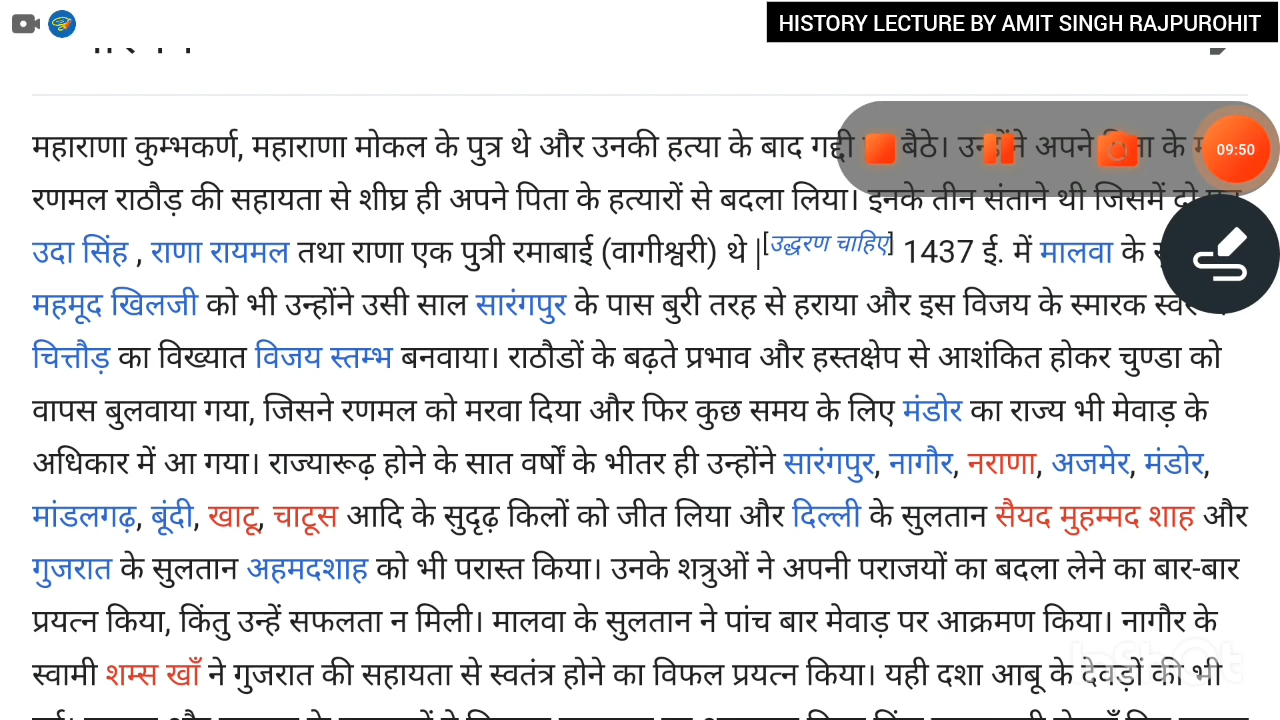 HISTORY LECTURE BY AMIT SINGH RAJPUROHIT
महाराणा कुम्भकर्ण, महाराणा मोकल के पुत्र थे और उनकी हत्या के बाद गद्दी बैठे। उन्होंने अपने पिता के
09:50
रणमल राठौड़ की सहायता से शीघ्र ही अपने पिता के हत्यारों से बदला लिया। इनके तीन संताने थी जिसमें दो
उदा सिंह , राणा रायमल तथा राणा एक पुत्री रमाबाई (वागीश्वरी) थे |[उद्धरण चाहिए] 1437 ई. में मालवा के
महमूद खिलजी को भी उन्होंने उसी साल सारंगपुर के पास बुरी तरह से हराया और इस विजय के स्मारक
चित्तौड़ का विख्यात विजय स्तम्भ बनवाया। राठौडों के बढ़ते प्रभाव और हस्तक्षेप से आशंकित होकर चुण्डा को
वापस बुलवाया गया, जिसने रणमल को मरवा दिया और फिर कुछ समय के लिए मंडोर का राज्य भी मेवाड़ के
अधिकार में आ गया। राज्यारूढ़ होने के सात वर्षों के भीतर ही उन्होंने सारंगपुर, नागौर, नराणा, अजमेर, मंडोर,
मांडलगढ़, बूंदी, खाटू, चाटूस आदि के सुदृढ़ किलों को जीत लिया और दिल्ली के सुलतान सैयद मुहम्मद शाह और
गुजरात के सुलतान अहमदशाह को भी परास्त किया। उनके शत्रुओं ने अपनी पराजयों का बदला लेने का बार-बार
प्रयत्न किया, किंतु उन्हें सफलता न मिली। मालवा के सुलतान ने पांच बार मेवाड़ पर आक्रमण किया। नागौर के
स्वामी शम्स खाँ ने गुजरात की सहायता से स्वतंत्र होने का विफल प्रयत्न किया। यही दशा आबू के देवड़ों की भी
InShOt